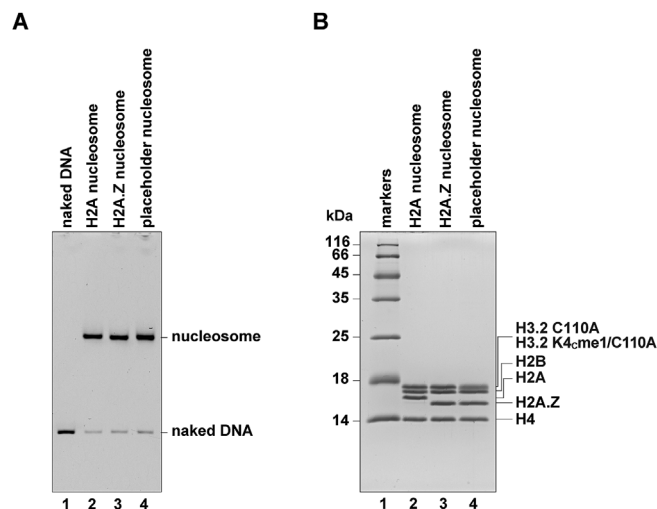 A
naked DNA
H2A nucleosome
H2A.Z nucleosome
placeholder nucleosome
nucleosome
naked DNA
1 2 3 4
B
kDa
markers
H2A nucleosome
H2A.Z nucleosome
placeholder nucleosome
116
66
45
35
25
18
14
H3.2 C110A
H3.2 K4cme1/C110A
H2B
H2A
H2A.Z
H4
1 2 3 4